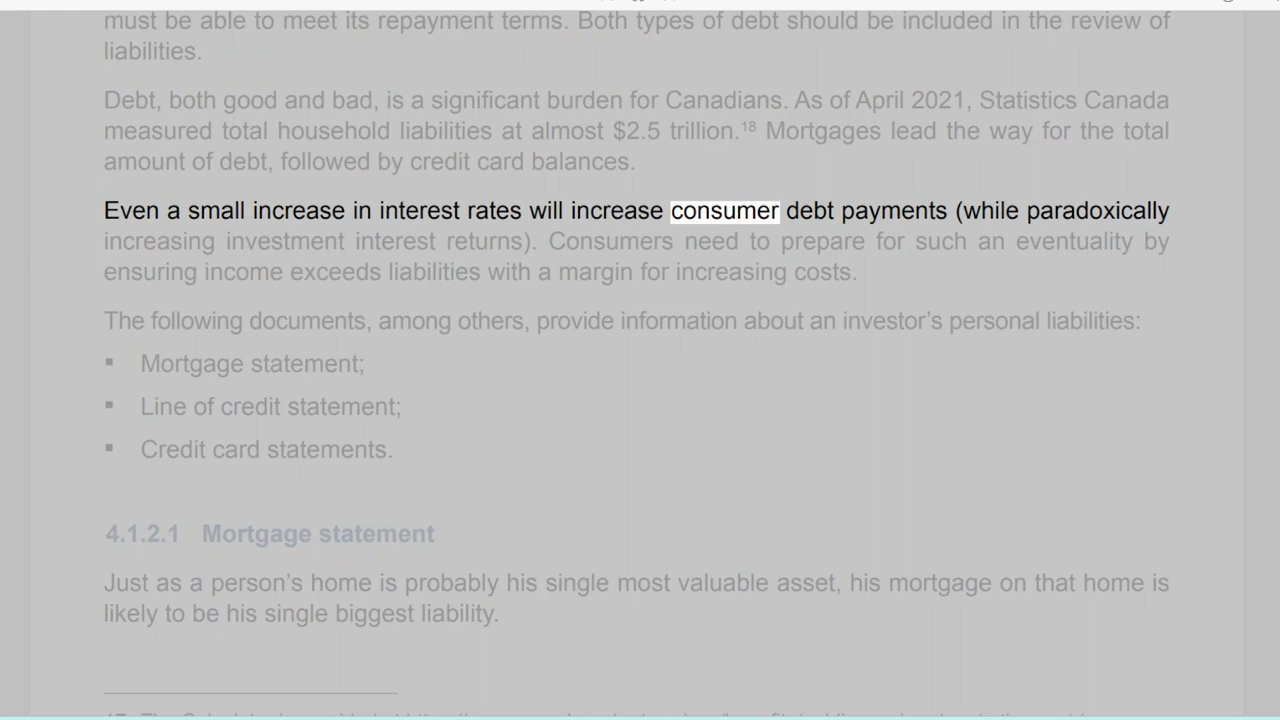 must be able to meet its repayment terms. Both types of debt should be included in the review of
liabilities.
Debt, both good and bad, is a significant burden for Canadians. As of April 2021, Statistics Canada
measured total household liabilities at almost $2.5 trillion.18 Mortgages lead the way for the total
amount of debt, followed by credit card balances.
Even a small increase in interest rates will increase consumer debt payments (while paradoxically
increasing investment interest returns). Consumers need to prepare for such an eventuality by
ensuring income exceeds liabilities with a margin for increasing costs.
The following documents, among others, provide information about an investor’s personal liabilities:
▪ Mortgage statement;
▪ Line of credit statement;
▪ Credit card statements.
4.1.2.1 Mortgage statement
Just as a person’s home is probably his single most valuable asset, his mortgage on that home is
likely to be his single biggest liability.